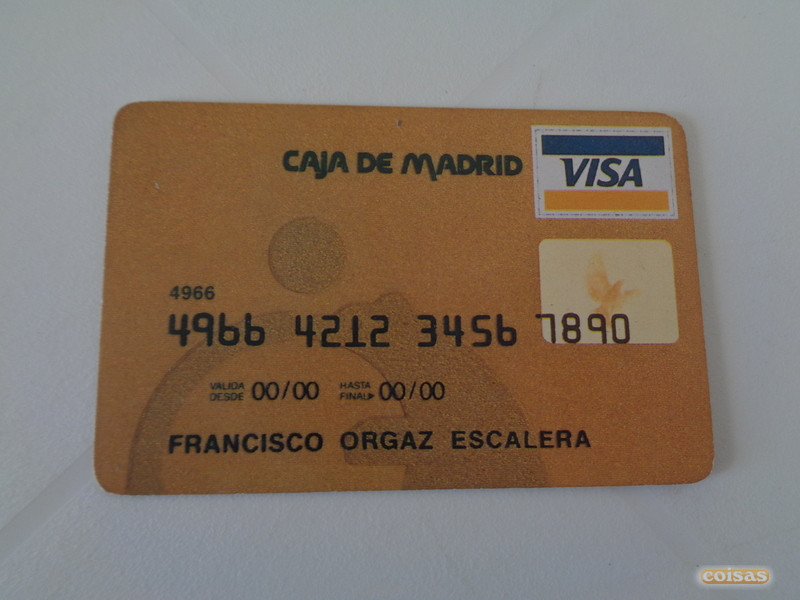 CAJA DE MADRID
VISA
4966
4966 4212 3456 7890
VALIDA DESDE 00/00 HASTA FINAL 00/00
FRANCISCO ORGAZ ESCALERA
coisas